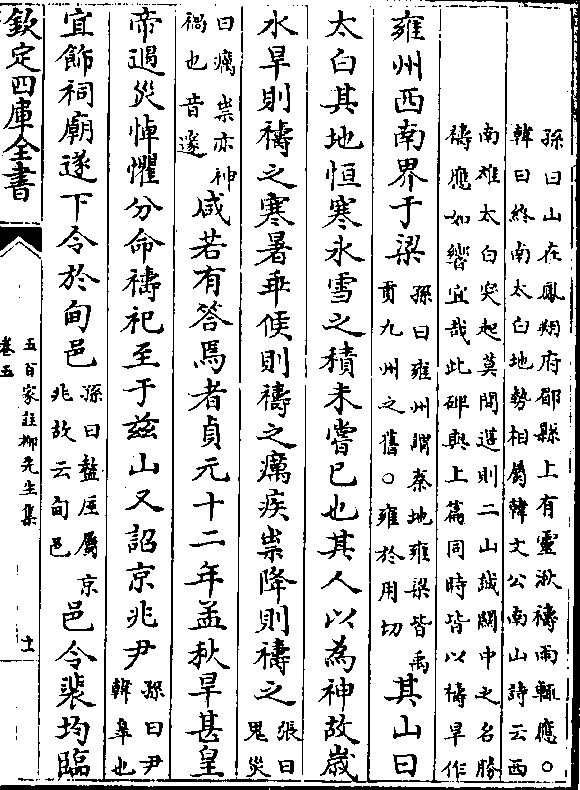 孫曰山在鳳翔府郿縣上有靈湫禱雨輒應○
韓曰終南太白地勢相屬韓文公南山詩云西
南雄太白突起莫間簉則二山誠關中之名勝
禱應如響宜哉此碑與上篇同時皆以禱旱作
雍州西南界于梁
孫曰雍州謂秦地雍梁皆禹
貢九州之舊○雍於用切
其山曰
太白其地恒寒氷雪之積未嘗已也其人以為神故歳
水旱則禱之寒暑乖候則禱之癘疾祟降則禱之
張曰
鬼災
曰癘祟亦神
禍也音邃
咸若有答焉者貞元十二年孟秋旱甚皇
帝遇災悼懼分命禱祀至于兹山又詔京兆尹
孫曰尹
韓臯也
宜飾祠廟遂下令於甸邑
孫曰盩厔屬京
兆故云甸邑
邑令裴均臨
欽定四庫全書
五百家註柳先生集
卷五
十一